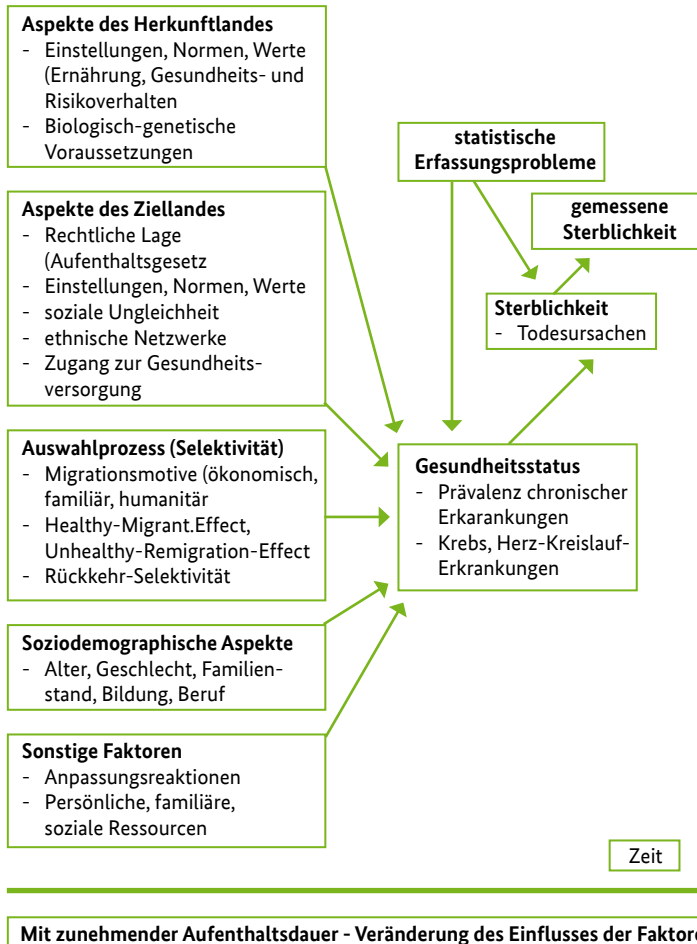 Aspekte des Herkunftlandes
- Einstellungen, Normen, Werte
(Ernährung, Gesundheits- und
Risikoverhalten
- Biologisch-genetische
Voraussetzungen
statistische
Erfassungsprobleme
Aspekte des Ziellandes
- Rechtliche Lage
(Aufenthaltsgesetz
- Einstellungen, Normen, Werte
- soziale Ungleichheit
- ethnische Netzwerke
- Zugang zur Gesundheits-
versorgung
gemessene
Sterblichkeit
Sterblichkeit
- Todesursachen
Auswahlprozess (Selektivität)
- Migrationsmotive (ökonomisch,
familiär, humanitär
- Healthy-Migrant.Effect,
Unhealthy-Remigration-Effect
- Rückkehr-Selektivität
Gesundheitsstatus
- Prävalenz chronischer
Erkarankungen
- Krebs, Herz-Kreislauf-
Erkrankungen
Soziodemographische Aspekte
- Alter, Geschlecht, Familien-
stand, Bildung, Beruf
Sonstige Faktoren
- Anpassungsreaktionen
- Persönliche, familiäre,
soziale Ressourcen
Zeit
Mit zunehmender Aufenthaltsdauer - Veränderung des Einflusses der